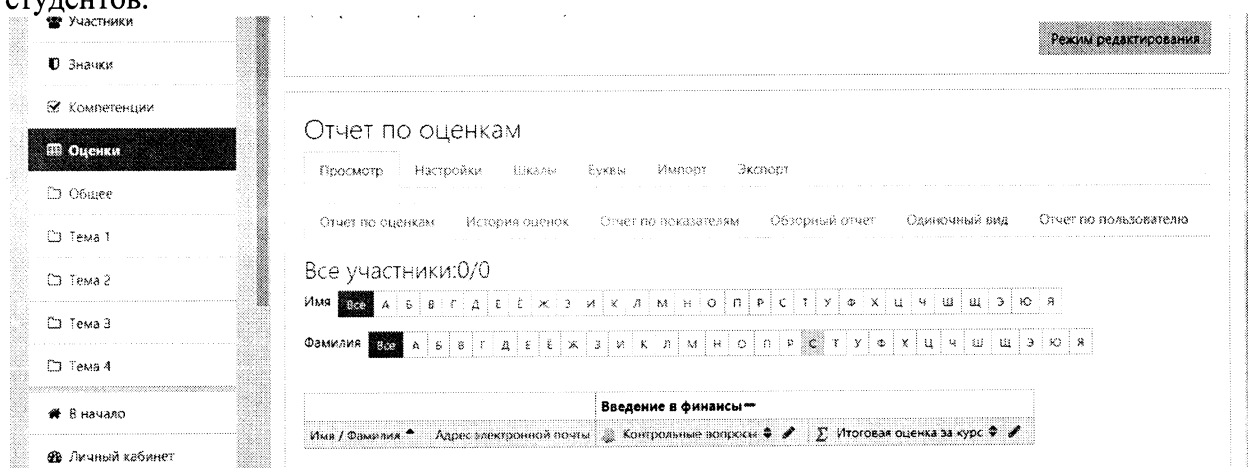 студентов.
Участники
Режим редактирования
Значки
Компетенции
Отчет по оценкам
Оценки
Просмотр Настройки Шкалы Буквы Импорт Экспорт
Общее
Отчет по оценкам История оценок Отчет по показателям Обзорный отчет Одиночный вид Отчет по пользователю
Тема 1
Все участники:0/0
Тема 2
Имя Все А Б В Г Д Е Ё Ж З И К Л М Н О П Р С Т У Ф Х Ц Ч Ш Щ Э Ю Я
Тема 3
Фамилия Все А Б В Г Д Е Ё Ж З И К Л М Н О П Р С Т У Ф Х Ц Ч Ш Щ Э Ю Я
Тема 4
В начало
Введение в финансы
Имя / Фамилия Адрес электронной почты Контрольные вопросы ∑ Итоговая оценка за курс
Личный кабинет